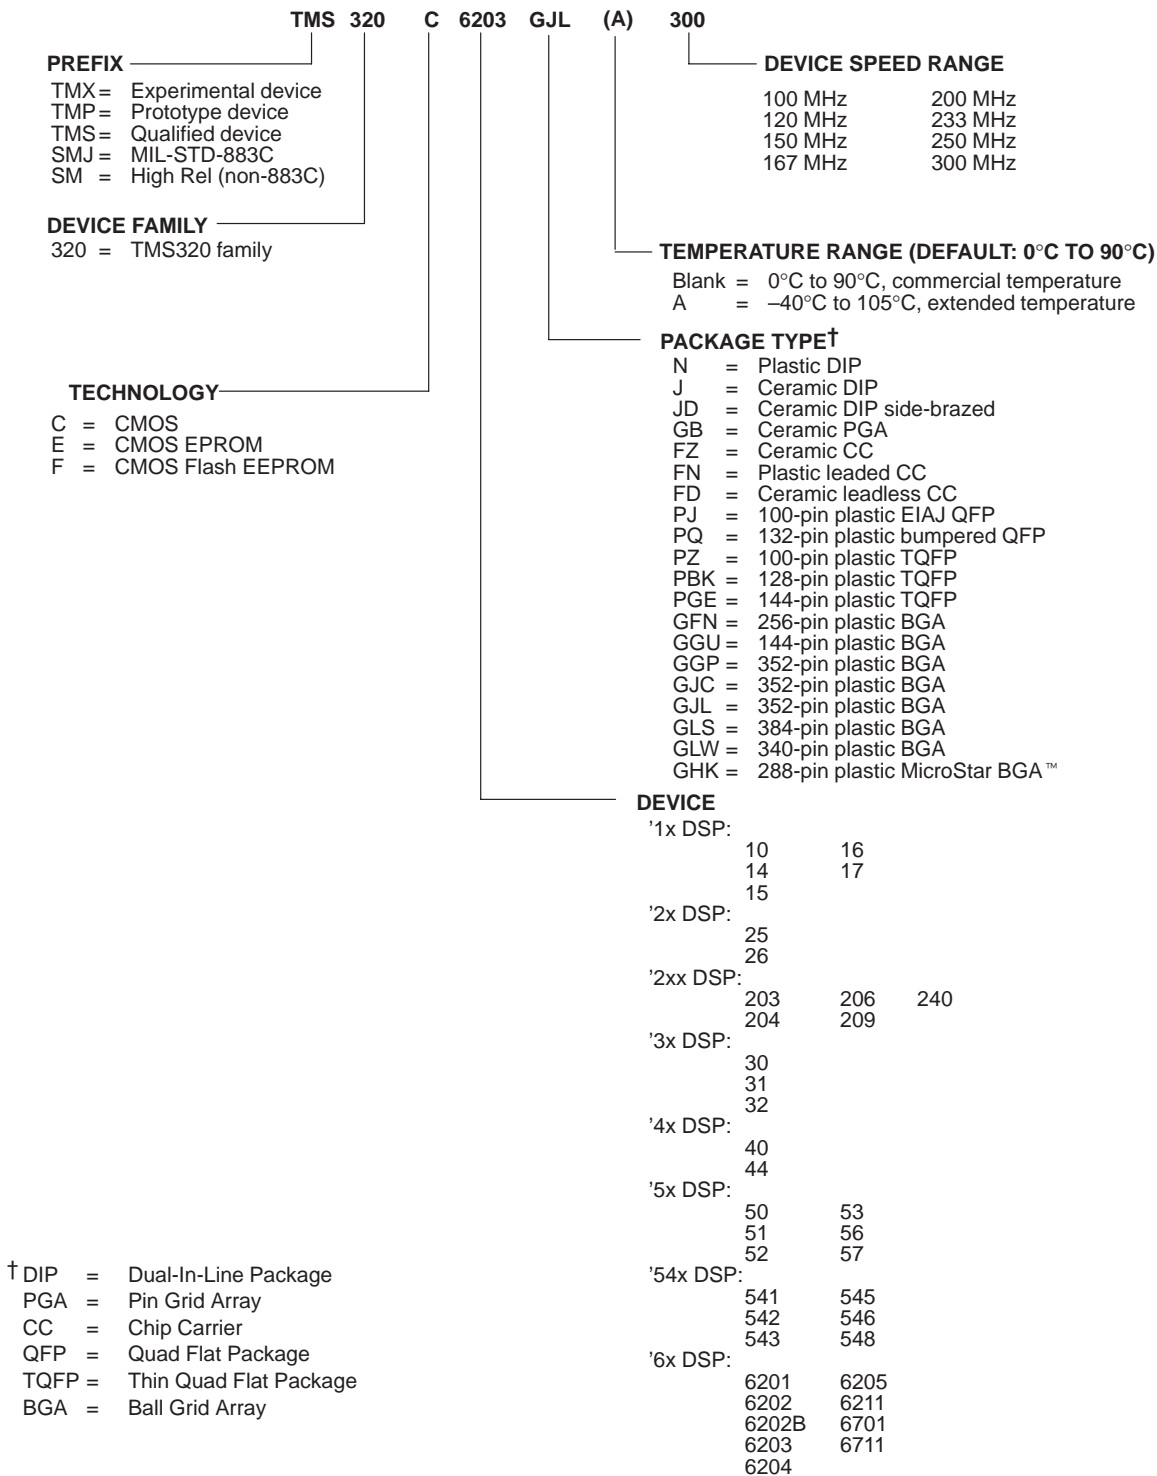 TMS 320 C 6203 GJL (A) 300
PREFIX
TMX = Experimental device
TMP = Prototype device
TMS = Qualified device
SMJ = MIL-STD-883C
SM = High Rel (non-883C)
DEVICE SPEED RANGE
100 MHz 200 MHz
120 MHz 233 MHz
150 MHz 250 MHz
167 MHz 300 MHz
DEVICE FAMILY
320 = TMS320 family
TEMPERATURE RANGE (DEFAULT: 0°C TO 90°C)
Blank = 0°C to 90°C, commercial temperature
A = –40°C to 105°C, extended temperature
PACKAGE TYPE†
N = Plastic DIP
J = Ceramic DIP
JD = Ceramic DIP side-brazed
GB = Ceramic PGA
FZ = Ceramic CC
FN = Plastic leaded CC
FD = Ceramic leadless CC
PJ = 100-pin plastic EIAJ QFP
PQ = 132-pin plastic bumpered QFP
PZ = 100-pin plastic TQFP
PBK = 128-pin plastic TQFP
PGE = 144-pin plastic TQFP
GFN = 256-pin plastic BGA
GGU = 144-pin plastic BGA
GGP = 352-pin plastic BGA
GJC = 352-pin plastic BGA
GJL = 352-pin plastic BGA
GLS = 384-pin plastic BGA
GLW = 340-pin plastic BGA
GHK = 288-pin plastic MicroStar BGA™
TECHNOLOGY
C = CMOS
E = CMOS EPROM
F = CMOS Flash EEPROM
DEVICE
’1x DSP:
10 16
14 17
15
’2x DSP:
25
26
’2xx DSP:
203 206 240
204 209
’3x DSP:
30
31
32
’4x DSP:
40
44
’5x DSP:
50 53
51 56
52 57
’54x DSP:
541 545
542 546
543 548
’6x DSP:
6201 6205
6202 6211
6202B 6701
6203 6711
6204
† DIP = Dual-In-Line Package
PGA = Pin Grid Array
CC = Chip Carrier
QFP = Quad Flat Package
TQFP = Thin Quad Flat Package
BGA = Ball Grid Array